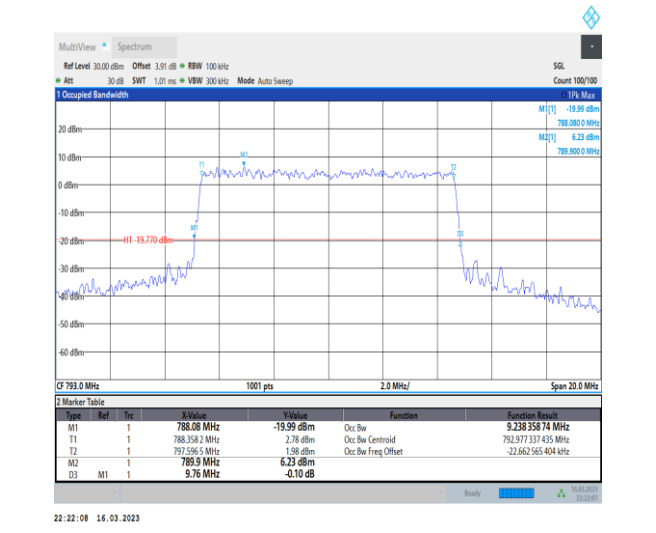 MultiView Spectrum
Ref Level 30.00 dBm Offset 3.91 dB RBW 100 kHz SGL
Att 30 dB SWT 1.01 ms VBW 300 kHz Mode Auto Sweep Count 100/100
1 Occupied Bandwidth 1Pk Max
M1[1] -19.99 dBm
788.080 0 MHz
M2[1] 6.23 dBm
789.900 0 MHz
20 dBm
10 dBm
M2
T1
T2
0 dBm
-10 dBm
M1
D3
-20 dBm
H1 -19.770 dBm
-30 dBm
-40 dBm
-50 dBm
-60 dBm
CF 793.0 MHz 1001 pts 2.0 MHz/ Span 20.0 MHz
2 Marker Table
Type Ref Trc X-Value Y-Value Function Function Result
M1 1 788.08 MHz -19.99 dBm Occ Bw 9.238 358 74 MHz
T1 1 788.358 2 MHz 2.78 dBm Occ Bw Centroid 792.977 337 435 MHz
T2 1 797.596 5 MHz 1.98 dBm Occ Bw Freq Offset -22.662 565 404 kHz
M2 1 789.9 MHz 6.23 dBm
D3 M1 1 9.76 MHz -0.10 dB
Ready 16.03.2023
22:22:07
22:22:08 16.03.2023